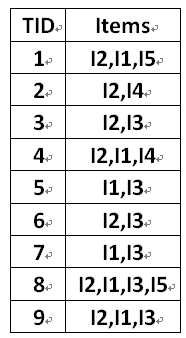 TID Items
1 I2,I1,I5
2 I2,I4
3 I2,I3
4 I2,I1,I4
5 I1,I3
6 I2,I3
7 I1,I3
8 I2,I1,I3,I5
9 I2,I1,I3